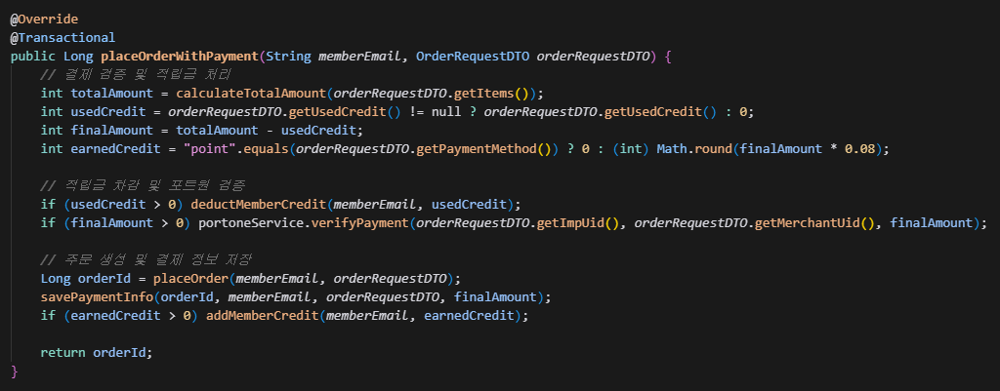 @Override
@Transactional
public Long placeOrderWithPayment(String memberEmail, OrderRequestDTO orderRequestDTO) {
    // 결제 검증 및 적립금 처리
    int totalAmount = calculateTotalAmount(orderRequestDTO.getItems());
    int usedCredit = orderRequestDTO.getUsedCredit() != null ? orderRequestDTO.getUsedCredit() : 0;
    int finalAmount = totalAmount - usedCredit;
    int earnedCredit = "point".equals(orderRequestDTO.getPaymentMethod()) ? 0 : (int) Math.round(finalAmount * 0.08);
    // 적립금 차감 및 포트원 검증
    if (usedCredit > 0) deductMemberCredit(memberEmail, usedCredit);
    if (finalAmount > 0) portoneService.verifyPayment(orderRequestDTO.getImpUid(), orderRequestDTO.getMerchantUid(), finalAmount);
    // 주문 생성 및 결제 정보 저장
    Long orderId = placeOrder(memberEmail, orderRequestDTO);
    savePaymentInfo(orderId, memberEmail, orderRequestDTO, finalAmount);
    if (earnedCredit > 0) addMemberCredit(memberEmail, earnedCredit);
    return orderId;
}